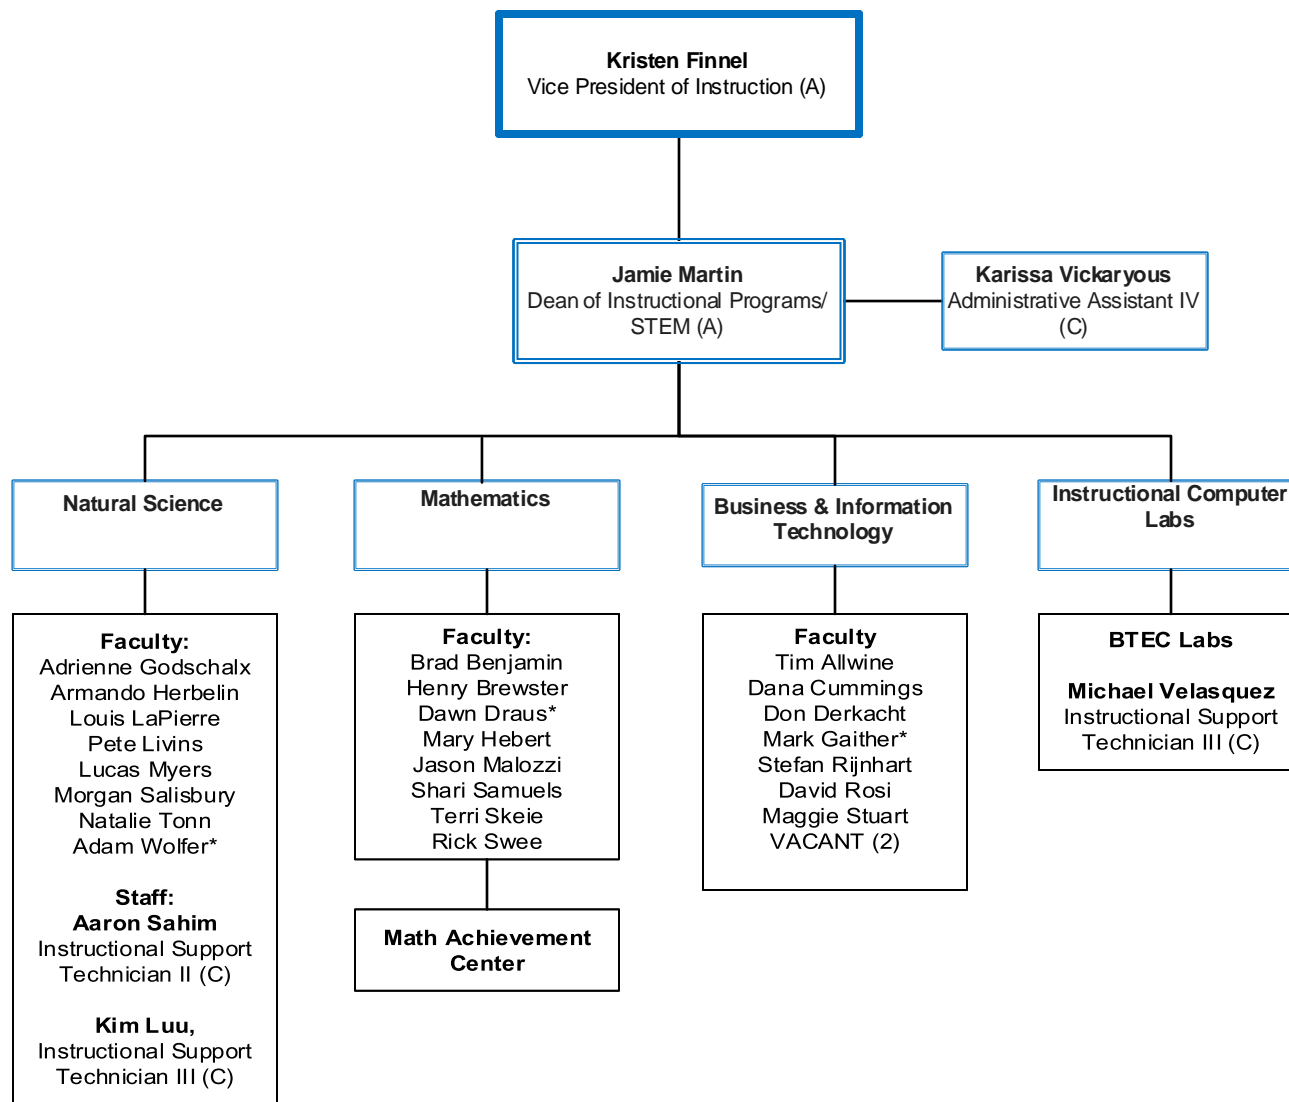 Kristen Finnel
Vice President of Instruction (A)
Jamie Martin
Dean of Instructional Programs/
STEM (A)
Karissa Vickaryous
Administrative Assistant IV
(C)
Natural Science
Mathematics
Business & Information
Technology
Instructional Computer
Labs
Faculty:
Adrienne Godschalx
Armando Herbelin
Louis LaPierre
Pete Livins
Lucas Myers
Morgan Salisbury
Natalie Tonn
Adam Wolfer*
Staff:
Aaron Sahim
Instructional Support
Technician II (C)
Kim Luu,
Instructional Support
Technician III (C)
Faculty:
Brad Benjamin
Henry Brewster
Dawn Draus*
Mary Hebert
Jason Malozzi
Shari Samuels
Terri Skeie
Rick Swee
Math Achievement
Center
Faculty
Tim Allwine
Dana Cummings
Don Derkacht
Mark Gaither*
Stefan Rijnhart
David Rosi
Maggie Stuart
VACANT (2)
BTEC Labs
Michael Velasquez
Instructional Support
Technician III (C)